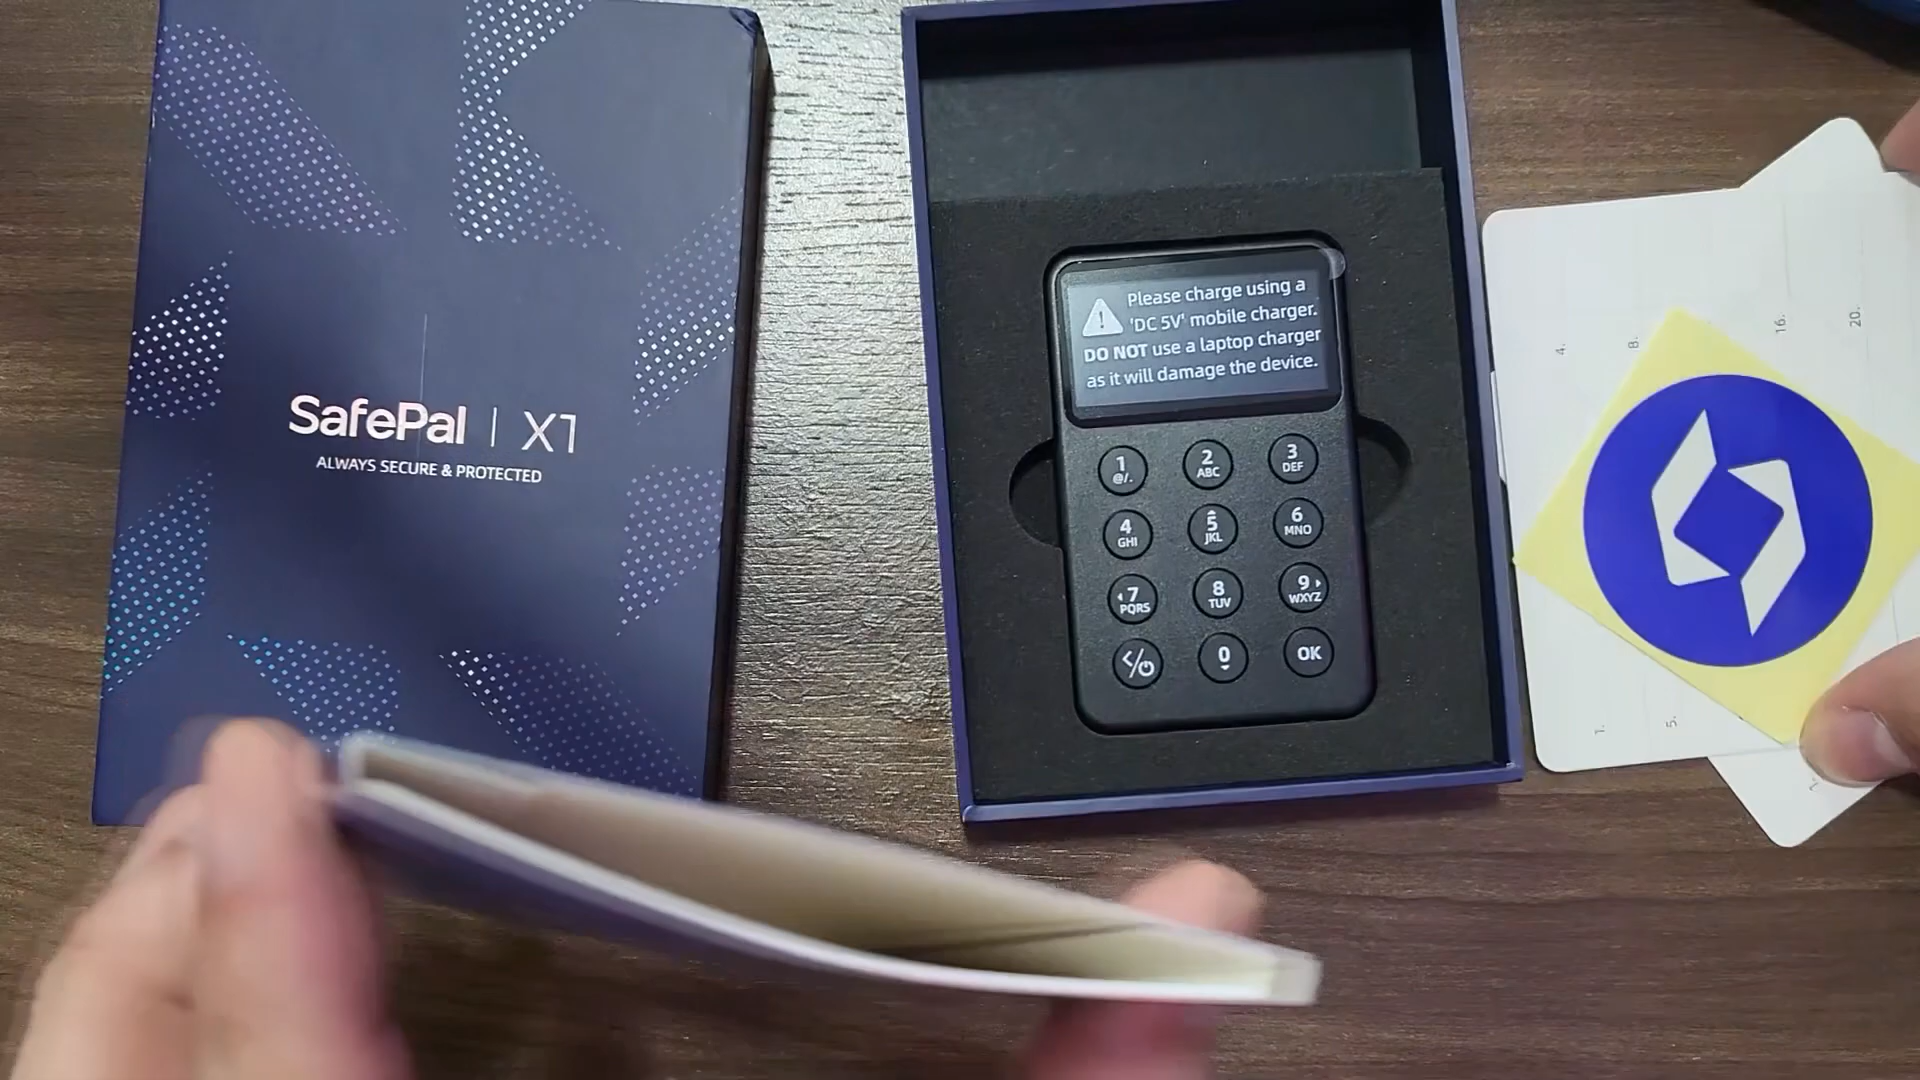 SafePal | X1
ALWAYS SECURE & PROTECTED
Please charge using a
'DC 5V' mobile charger.
DO NOT use a laptop charger
as it will damage the device.
1 2 3
@/. ABC DEF
4 5 6
GHI JKL MNO
7 8 9
PQRS TUV WXYZ
0 OK
4. 8. 16. 20.
1. 5.